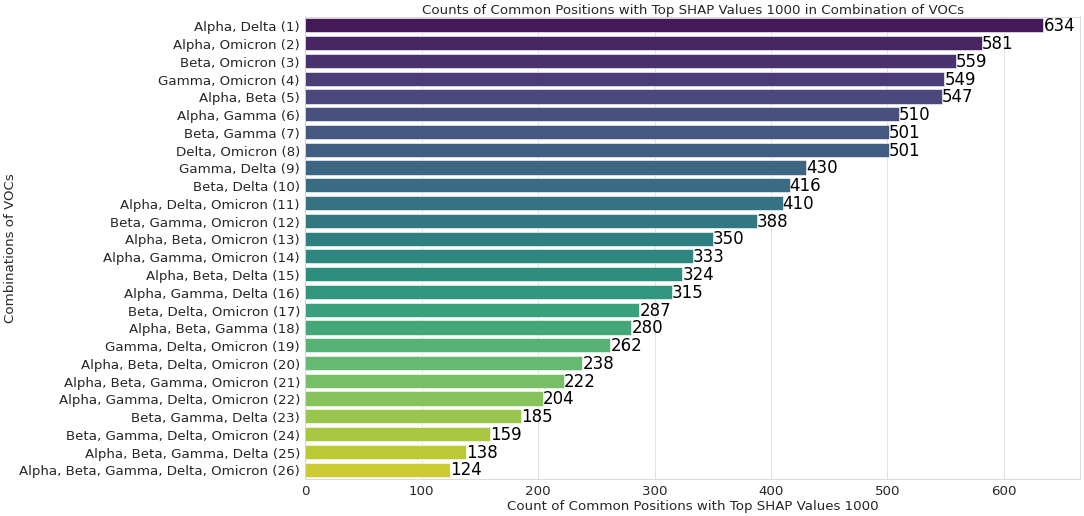 Counts of Common Positions with Top SHAP Values 1000 in Combination of VOCs
Combinations of VOCs
Alpha, Delta (1) 634
Alpha, Omicron (2) 581
Beta, Omicron (3) 559
Gamma, Omicron (4) 549
Alpha, Beta (5) 547
Alpha, Gamma (6) 510
Beta, Gamma (7) 501
Delta, Omicron (8) 501
Gamma, Delta (9) 430
Beta, Delta (10) 416
Alpha, Delta, Omicron (11) 410
Beta, Gamma, Omicron (12) 388
Alpha, Beta, Omicron (13) 350
Alpha, Gamma, Omicron (14) 333
Alpha, Beta, Delta (15) 324
Alpha, Gamma, Delta (16) 315
Beta, Delta, Omicron (17) 287
Alpha, Beta, Gamma (18) 280
Gamma, Delta, Omicron (19) 262
Alpha, Beta, Delta, Omicron (20) 238
Alpha, Beta, Gamma, Omicron (21) 222
Alpha, Gamma, Delta, Omicron (22) 204
Beta, Gamma, Delta (23) 185
Beta, Gamma, Delta, Omicron (24) 159
Alpha, Beta, Gamma, Delta (25) 138
Alpha, Beta, Gamma, Delta, Omicron (26) 124
0 100 200 300 400 500 600
Count of Common Positions with Top SHAP Values 1000